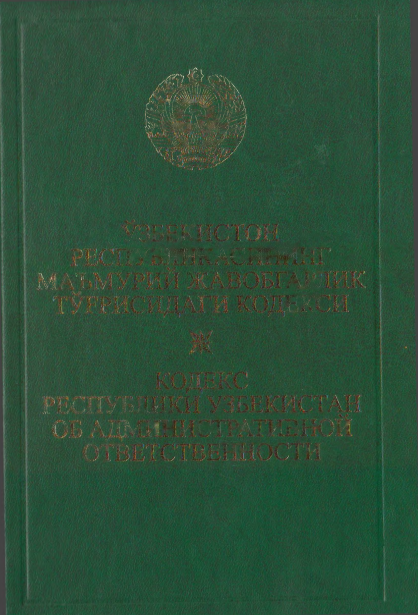 ЎЗБЕКИСТОН
РЕСПУБЛИКАСИНИНГ
МАЪМУРИЙ ЖАВОБГАРЛИК
ТЎҒРИСИДАГИ КОДЕКСИ
КОДЕКС
РЕСПУБЛИКИ УЗБЕКИСТАН
ОБ АДМИНИСТРАТИВНОЙ
ОТВЕТСТВЕННОСТИ